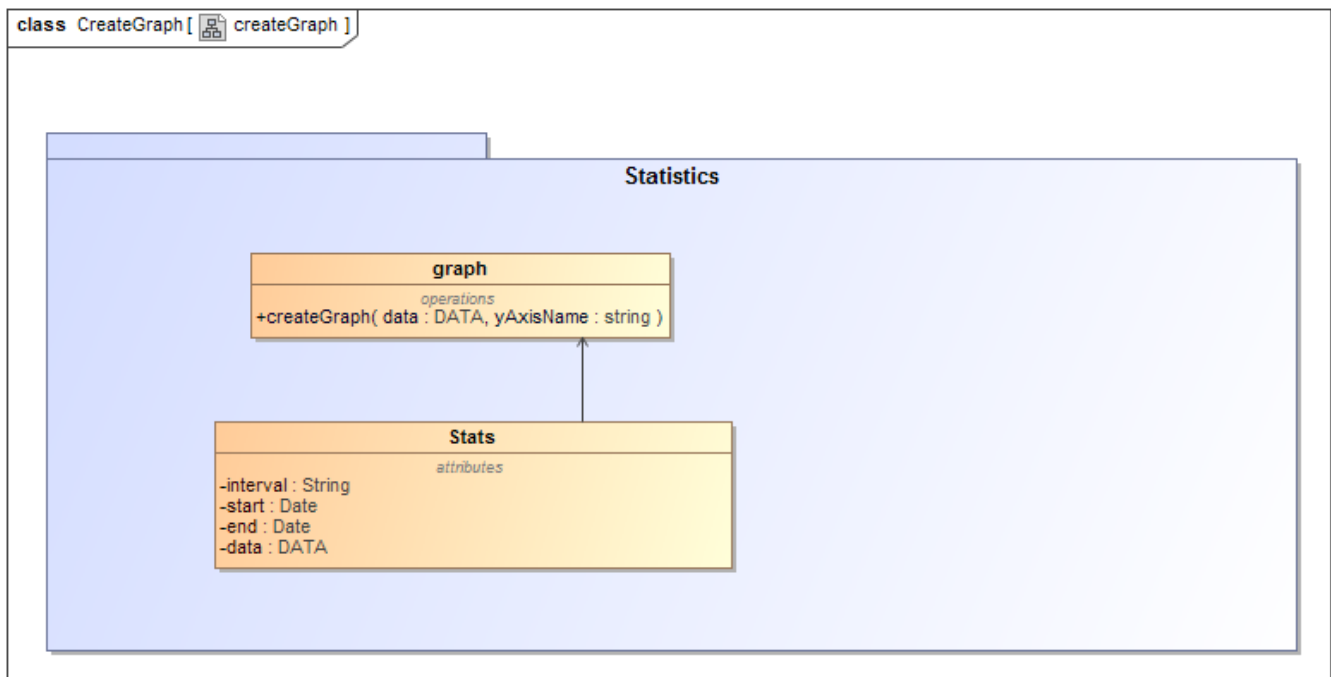 class CreateGraph [ createGraph ]
Statistics
graph
operations
+createGraph( data : DATA, yAxisName : string )
Stats
attributes
-interval : String
-start : Date
-end : Date
-data : DATA